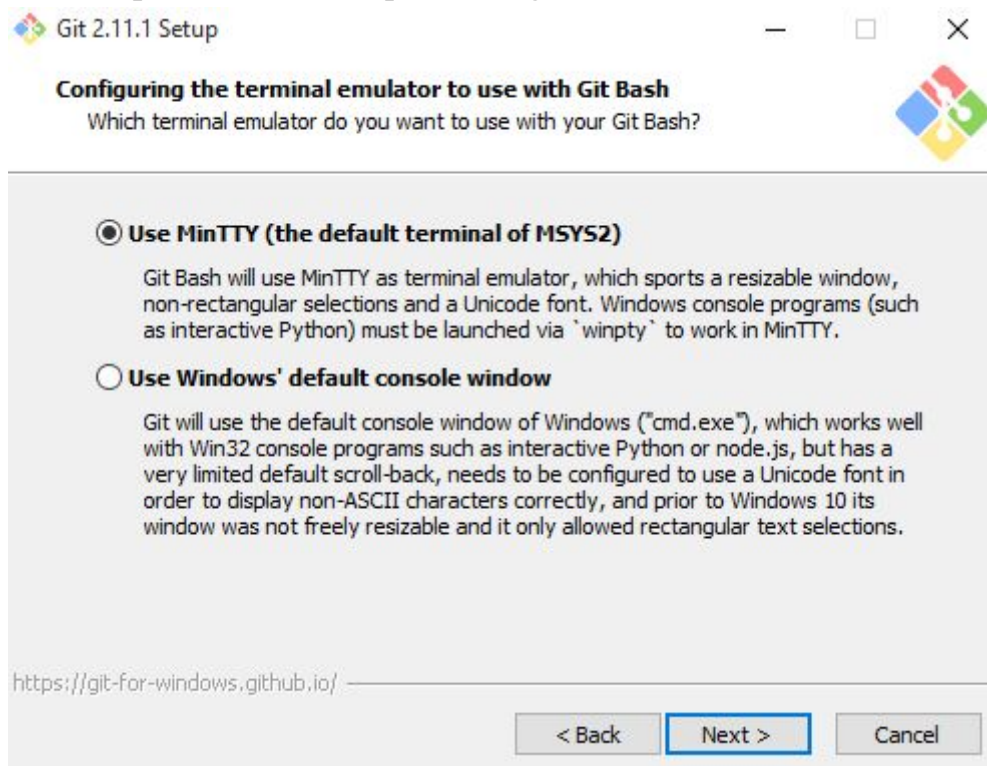 Git 2.11.1 Setup
Configuring the terminal emulator to use with Git Bash
Which terminal emulator do you want to use with your Git Bash?
Use MinTTY (the default terminal of MSYS2)
Git Bash will use MinTTY as terminal emulator, which sports a resizable window,
non-rectangular selections and a Unicode font. Windows console programs (such
as interactive Python) must be launched via `winpty` to work in MinTTY.
Use Windows' default console window
Git will use the default console window of Windows ("cmd.exe"), which works well
with Win32 console programs such as interactive Python or node.js, but has a
very limited default scroll-back, needs to be configured to use a Unicode font in
order to display non-ASCII characters correctly, and prior to Windows 10 its
window was not freely resizable and it only allowed rectangular text selections.
https://git-for-windows.github.io/
< Back Next > Cancel